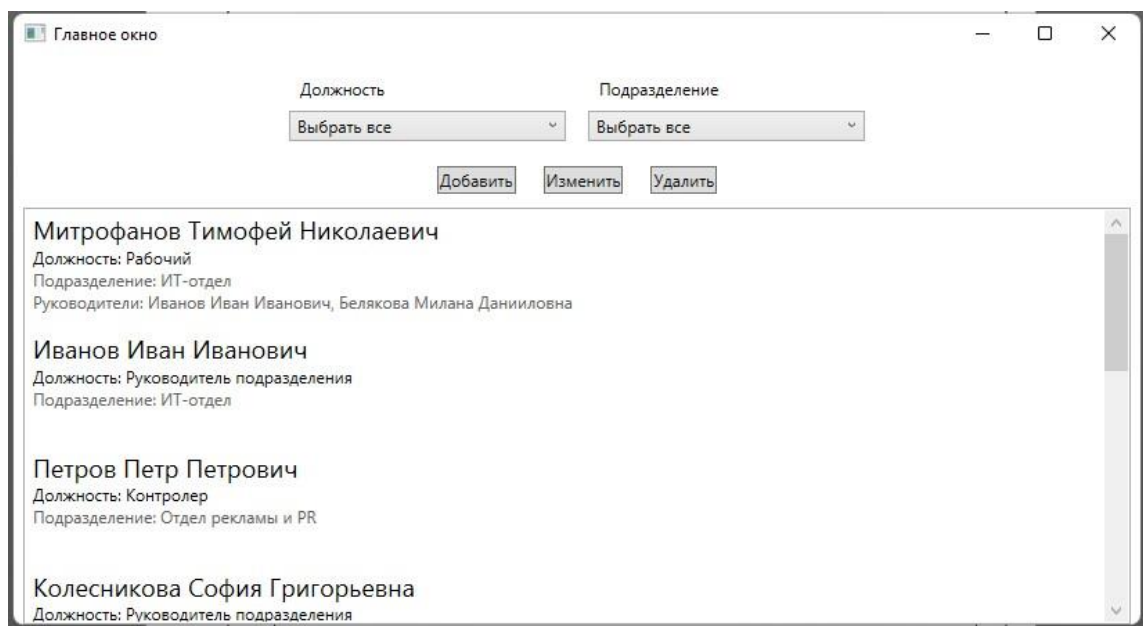 Главное окно
Должность Подразделение
Выбрать все Выбрать все
Добавить Изменить Удалить
Митрофанов Тимофей Николаевич
Должность: Рабочий
Подразделение: ИТ-отдел
Руководители: Иванов Иван Иванович, Белякова Милана Данииловна
Иванов Иван Иванович
Должность: Руководитель подразделения
Подразделение: ИТ-отдел
Петров Петр Петрович
Должность: Контролер
Подразделение: Отдел рекламы и PR
Колесникова София Григорьевна
Должность: Руководитель подразделения